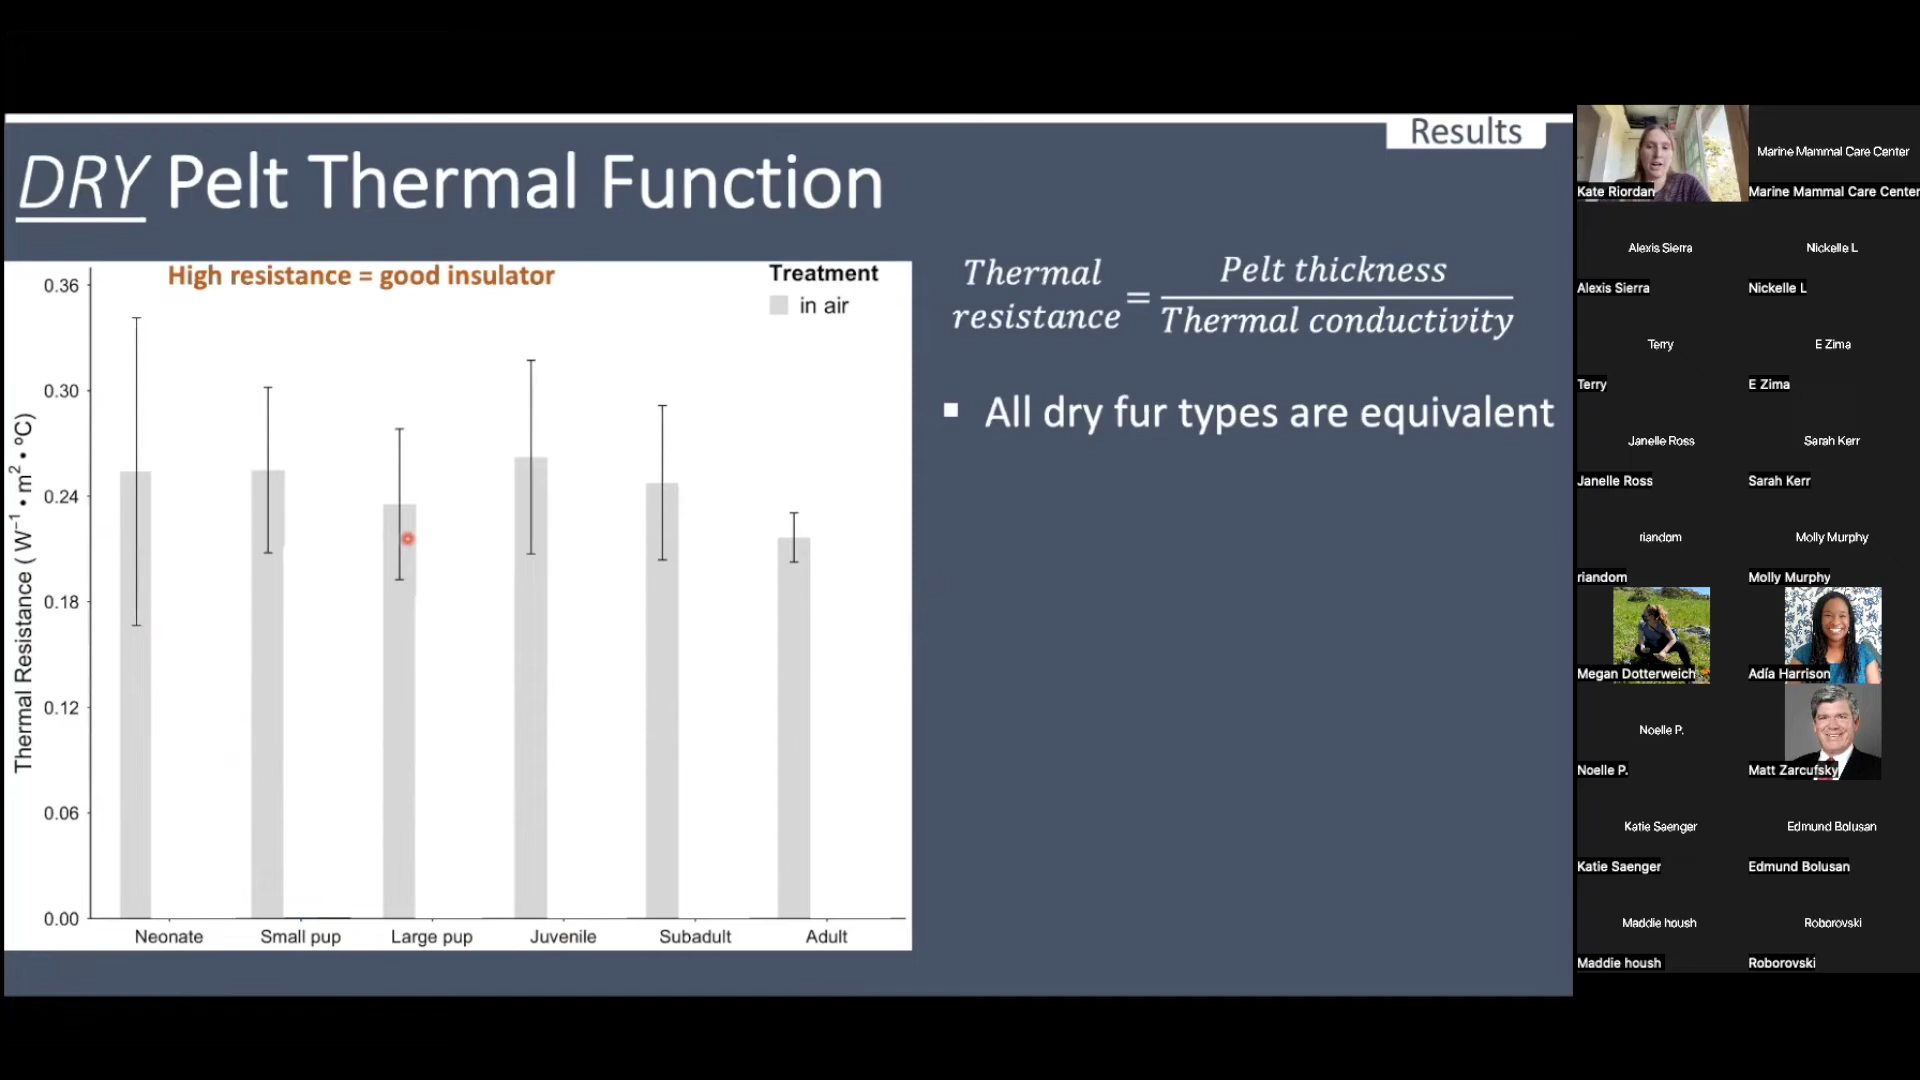 Results
DRY Pelt Thermal Function
High resistance = good insulator
Treatment
in air
Thermal Resistance ( W⁻¹ • m² • ºC)
0.36
0.30
0.24
0.18
0.12
0.06
0.00
Neonate
Small pup
Large pup
Juvenile
Subadult
Adult
Thermal
resistance
=
Pelt thickness
Thermal conductivity
▪ All dry fur types are equivalent
Kate Riordan
Marine Mammal Care Center
Marine Mammal Care Center
Alexis Sierra
Nickelle L
Alexis Sierra
Nickelle L
Terry
E Zima
Terry
E Zima
Janelle Ross
Sarah Kerr
Janelle Ross
Sarah Kerr
riandom
Molly Murphy
riandom
Molly Murphy
Megan Dotterweich
Adía Harrison
Noelle P.
Noelle P.
Matt Zarcufsky
Katie Saenger
Edmund Bolusan
Katie Saenger
Edmund Bolusan
Maddie housh
Roborovski
Maddie housh
Roborovski